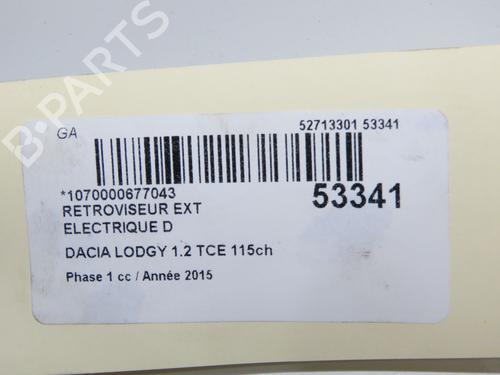 B-PARTS
GA
52713301 53341
*1070000677043
53341
RETROVISEUR EXT
ELECTRIQUE D
DACIA LODGY 1.2 TCE 115ch
Phase 1 cc / Année 2015